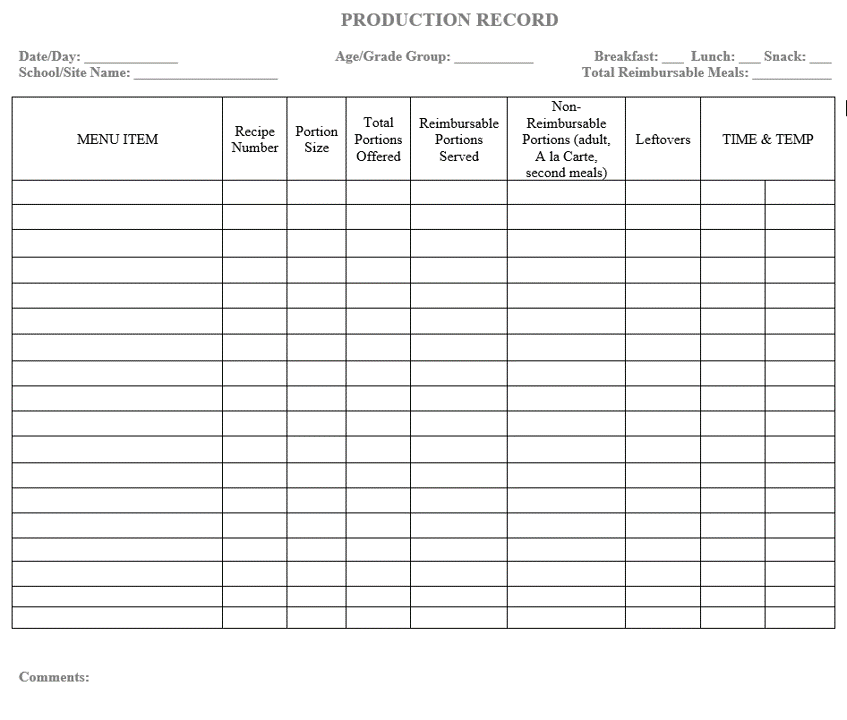 PRODUCTION RECORD
Date/Day: _____________ Age/Grade Group: ___________ Breakfast: ___ Lunch: ___ Snack: ___
School/Site Name: ____________________ Total Reimbursable Meals: ___________
MENU ITEM
Recipe
Number
Portion
Size
Total
Portions
Offered
Reimbursable
Portions
Served
Non-
Reimbursable
Portions (adult,
A la Carte,
second meals)
Leftovers
TIME & TEMP
Comments: